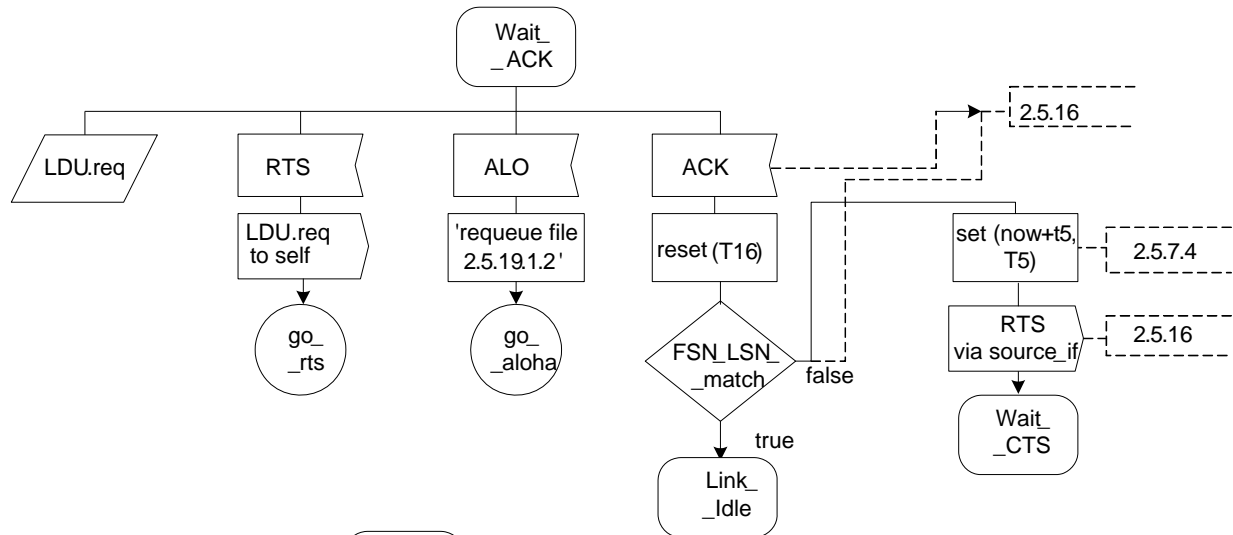 Wait_
_ACK
2.5.16
LDU.req
RTS
ALO
ACK
LDU.req
to self
'requeue file
2.5.19.1.2 '
reset (T16)
set (now+t5,
T5)
2.5.7.4
go_
_rts
go_
_aloha
FSN_LSN_
_match
false
RTS
via source_if
2.5.16
true
Wait_
_CTS
Link_
_Idle